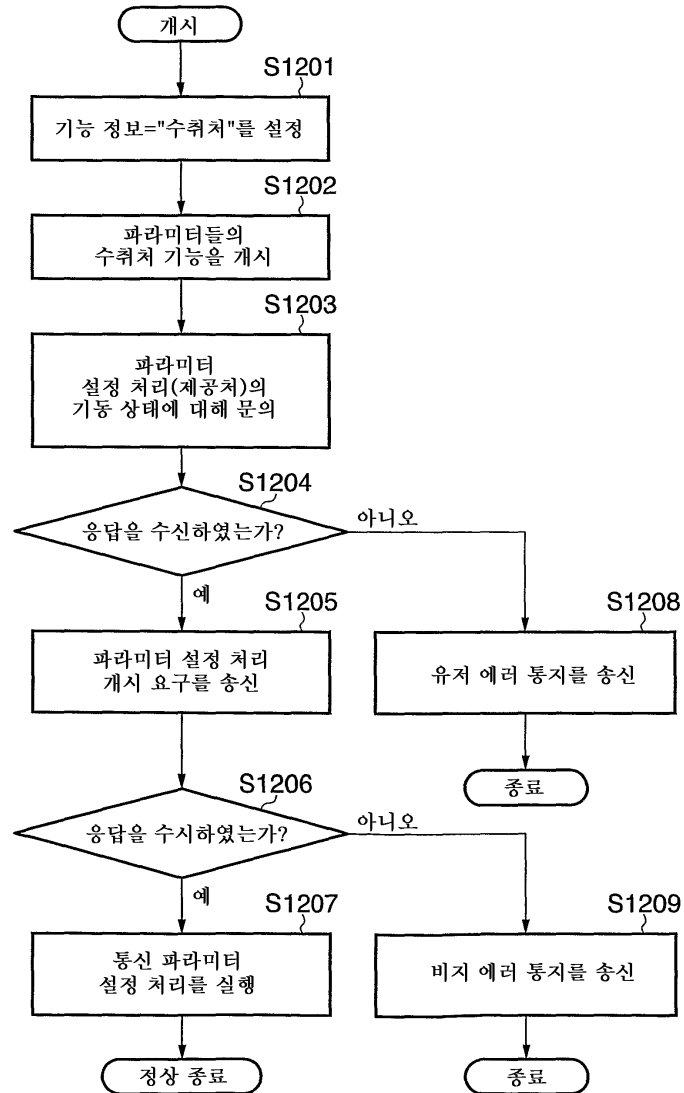 개시
S1201
기능 정보="수취처"를 설정
S1202
파라미터들의
수취처 기능을 개시
S1203
파라미터
설정 처리(제공처)의
기동 상태에 대해 문의
S1204
응답을 수신하였는가?
아니오
예
S1205
파라미터 설정 처리
개시 요구를 송신
S1208
유저 에러 통지를 송신
종료
S1206
응답을 수시하였는가?
아니오
예
S1207
통신 파라미터
설정 처리를 실행
S1209
비지 에러 통지를 송신
정상 종료
종료